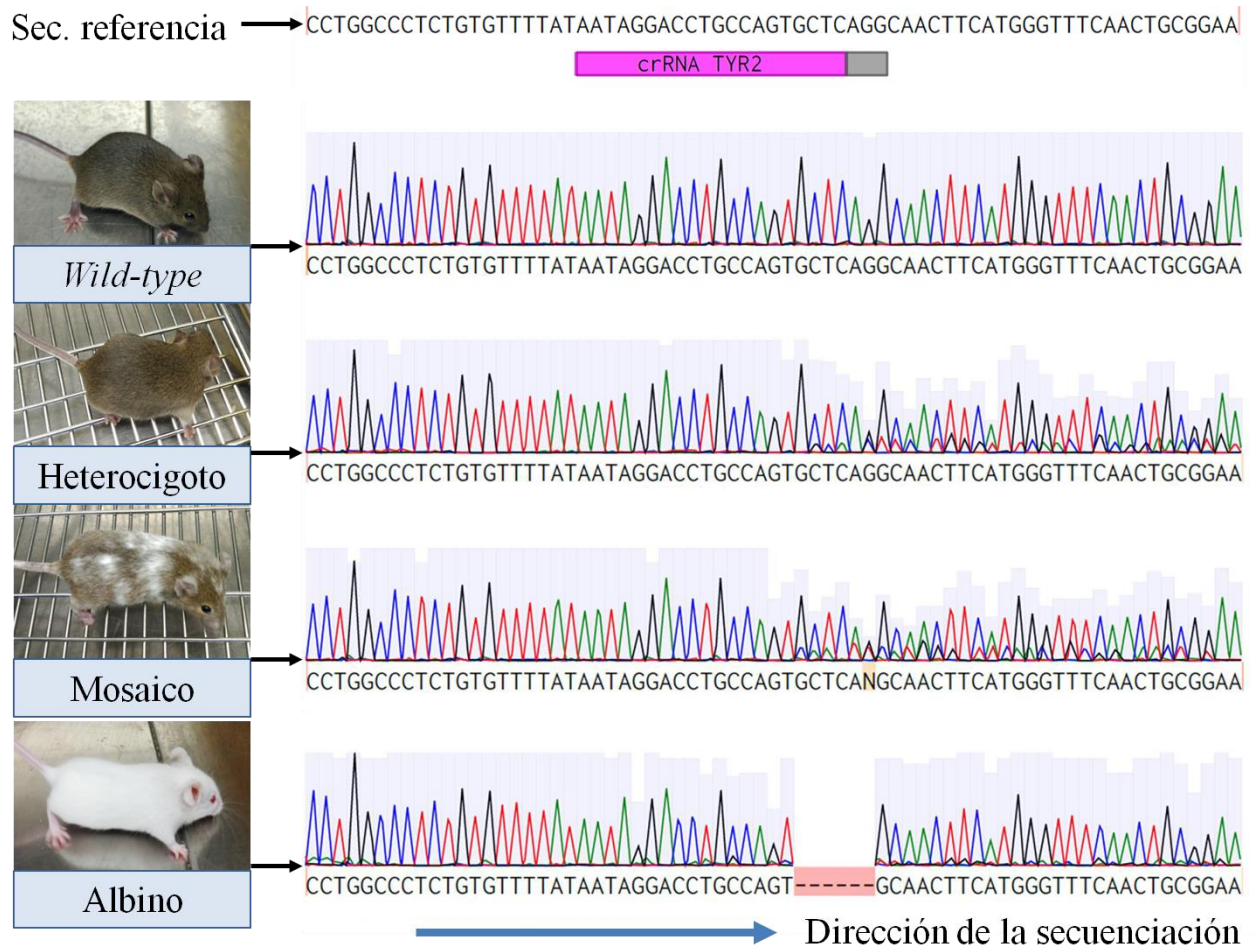 Sec. referencia
CCTGGCCCTCTGTGTTTTATAATAGGACCTGCCAGTGCTCAGGCAACTTCATGGGTTTCAACTGCGGAA
crRNA TYR2
Wild-type
CCTGGCCCTCTGTGTTTTATAATAGGACCTGCCAGTGCTCAGGCAACTTCATGGGTTTCAACTGCGGAA
Heterocigoto
CCTGGCCCTCTGTGTTTTATAATAGGACCTGCCAGTGCTCAGGCAACTTCATGGGTTTCAACTGCGGAA
Mosaico
CCTGGCCCTCTGTGTTTTATAATAGGACCTGCCAGTGCTCANGCAACTTCATGGGTTTCAACTGCGGAA
Albino
CCTGGCCCTCTGTGTTTTATAATAGGACCTGCCAGT------GCAACTTCATGGGTTTCAACTGCGGAA
Dirección de la secuenciación